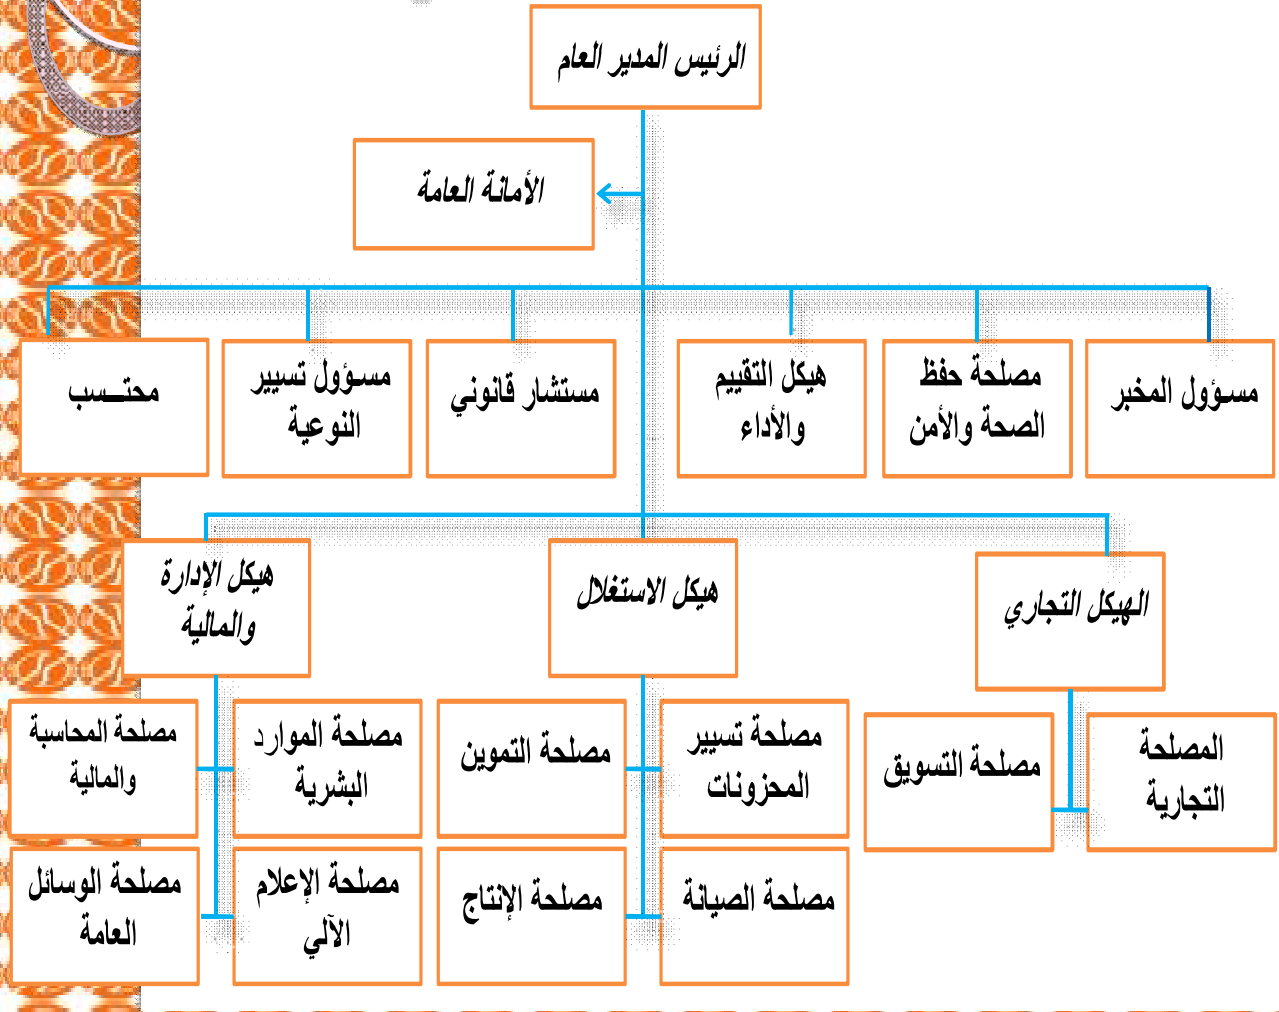 الرئيس المدير العام
الأمانة العامة
مسؤول المخبر
مصلحة حفظ
الصحة والأمن
هيكل التقييم
والأداء
مستشار قانوني
مسؤول تسيير
النوعية
محتــسب
الهيكل التجاري
هيكل الاستغلال
هيكل الإدارة
والمالية
المصلحة
التجارية
مصلحة التسويق
مصلحة تسيير
المحزونات
مصلحة التموين
مصلحة الموارد
البشرية
مصلحة المحاسبة
والمالية
مصلحة الصيانة
مصلحة الإنتاج
مصلحة الإعلام
الآلي
مصلحة الوسائل
العامة